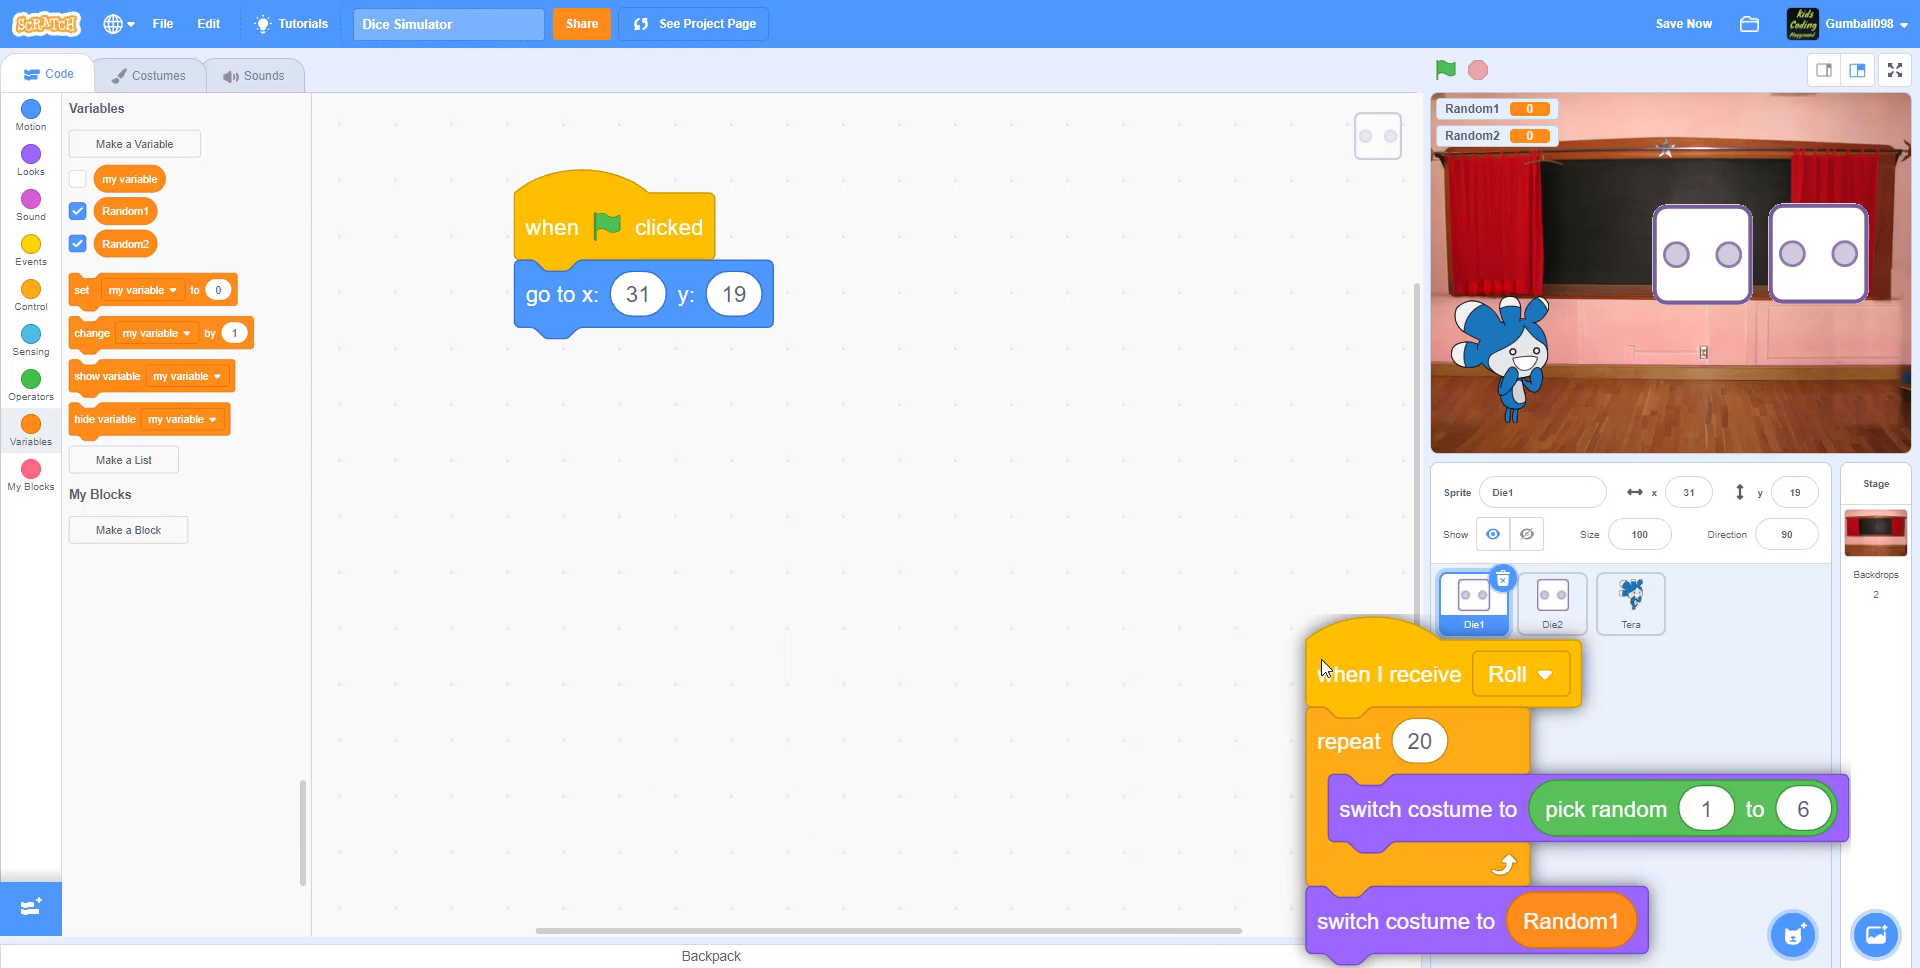 SCRATCH File Edit Tutorials Dice Simulator Share See Project Page Save Now Kids Coding Playground Gumball098
Code Costumes Sounds
Motion
Looks
Sound
Events
Control
Sensing
Operators
Variables
My Blocks
Variables
Make a Variable
my variable
Random1
Random2
set my variable to 0
change my variable by 1
show variable my variable
hide variable my variable
Make a List
My Blocks
Make a Block
when clicked
go to x: 31 y: 19
Random1 0
Random2 0
Sprite Die1 x 31 y 19
Show Size 100 Direction 90
Die1 Die2 Tera
Stage
Backdrops
2
when I receive Roll
repeat 20
switch costume to pick random 1 to 6
switch costume to Random1
Backpack